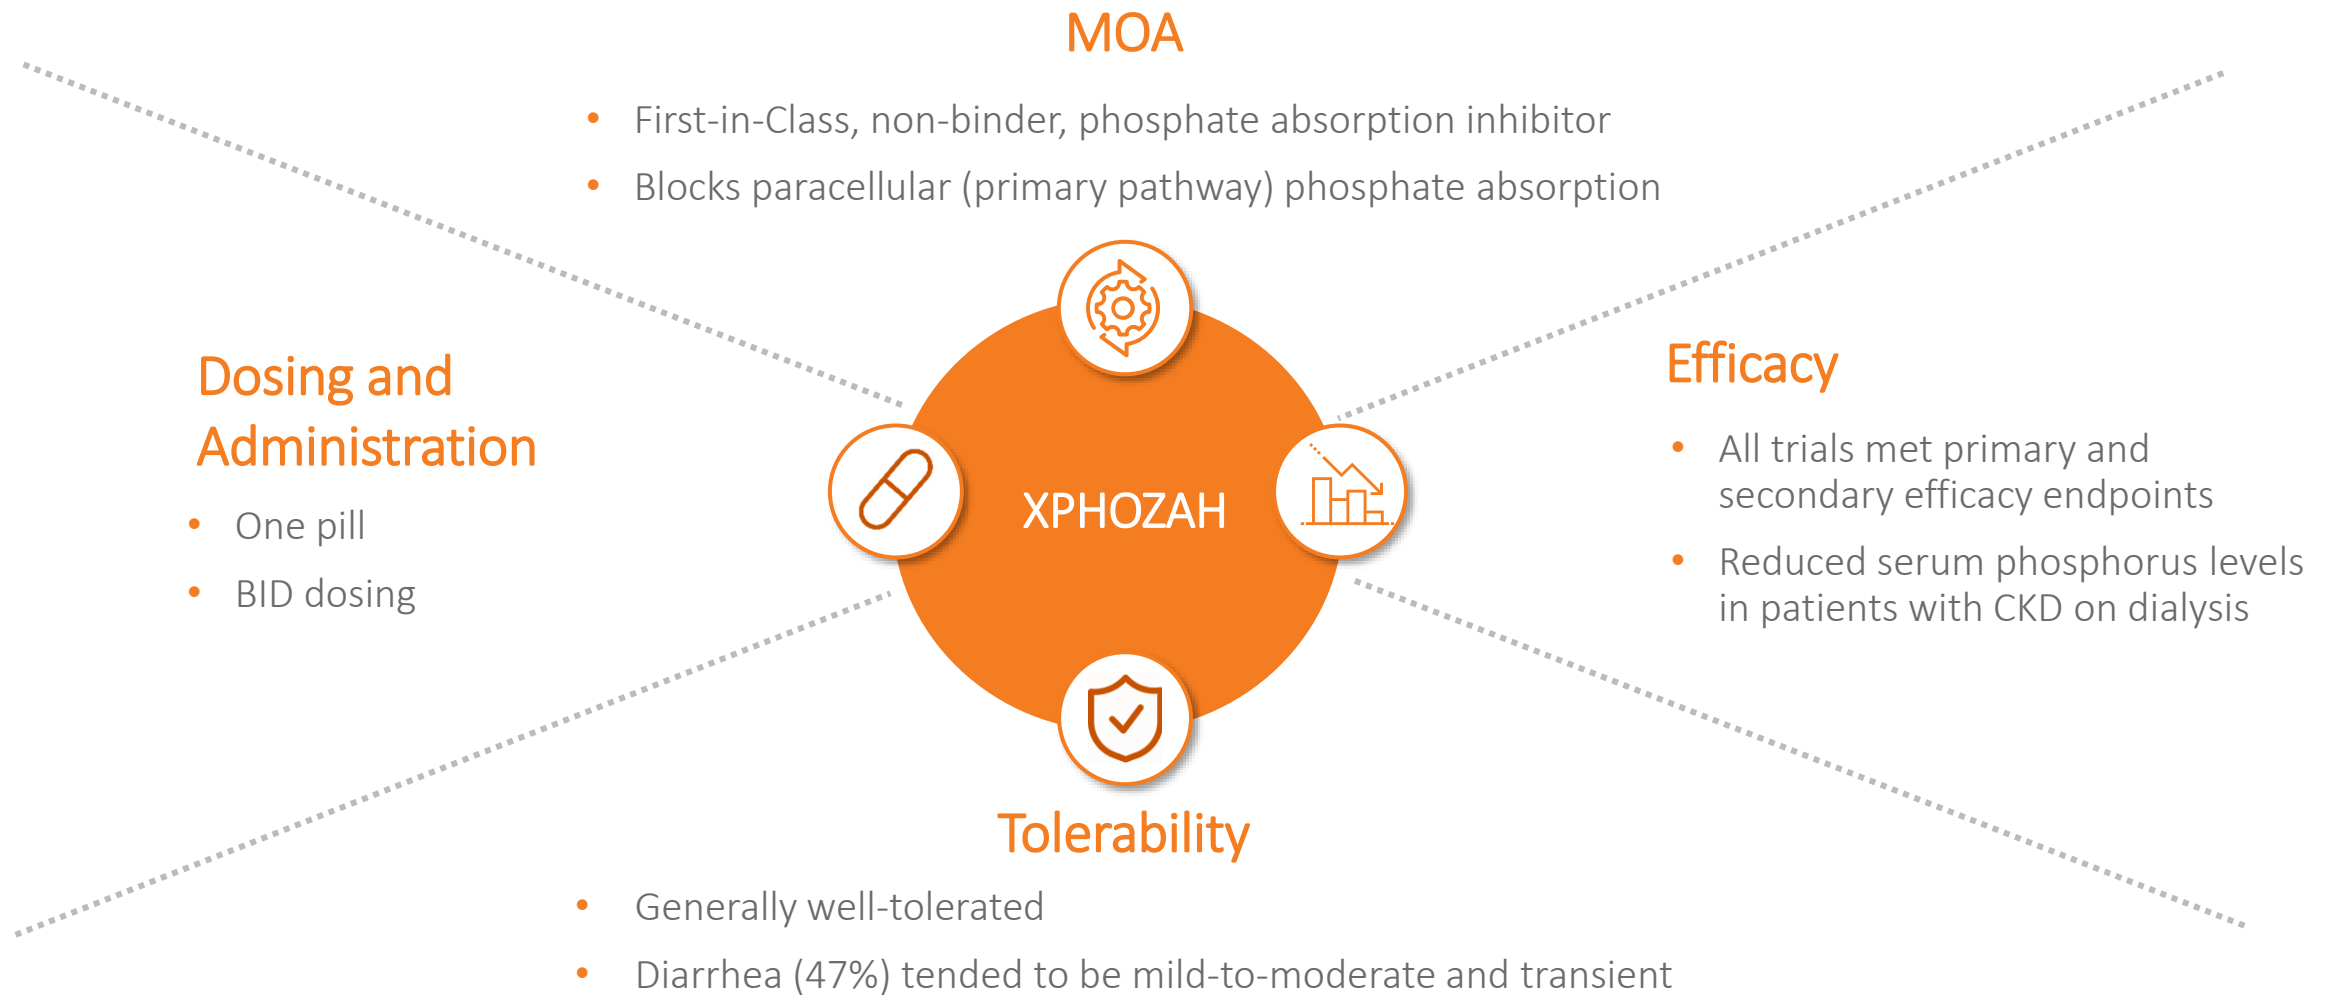 MOA
• First-in-Class, non-binder, phosphate absorption inhibitor
• Blocks paracellular (primary pathway) phosphate absorption
Dosing and
Administration
• One pill
• BID dosing
XPHOZAH
Efficacy
• All trials met primary and
secondary efficacy endpoints
• Reduced serum phosphorus levels
in patients with CKD on dialysis
Tolerability
• Generally well-tolerated
• Diarrhea (47%) tended to be mild-to-moderate and transient